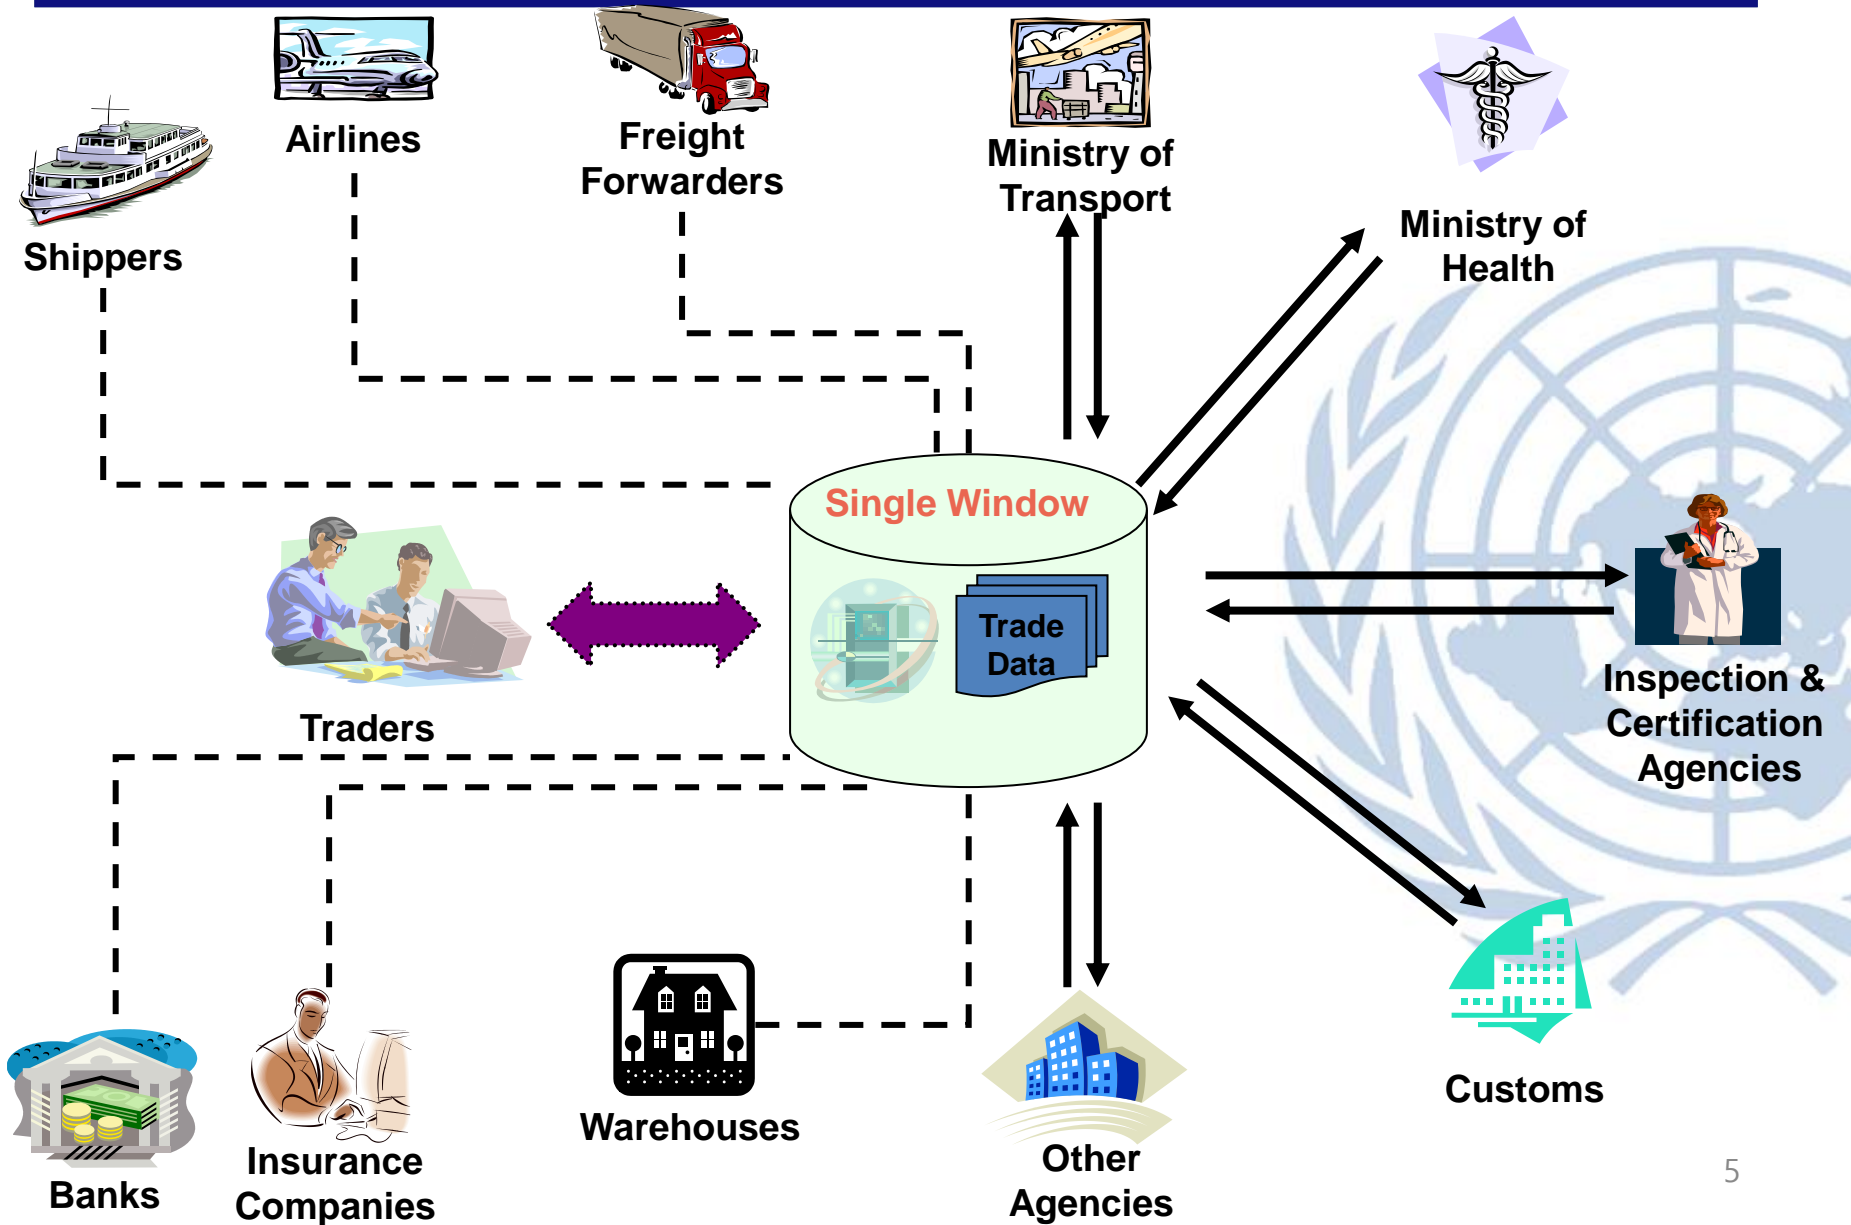 Airlines
Freight
Forwarders
Ministry of
Transport
Ministry of
Health
Shippers
Single Window
Trade
Data
Traders
Inspection &
Certification
Agencies
Customs
Warehouses
Other
Agencies
Insurance
Companies
Banks
5